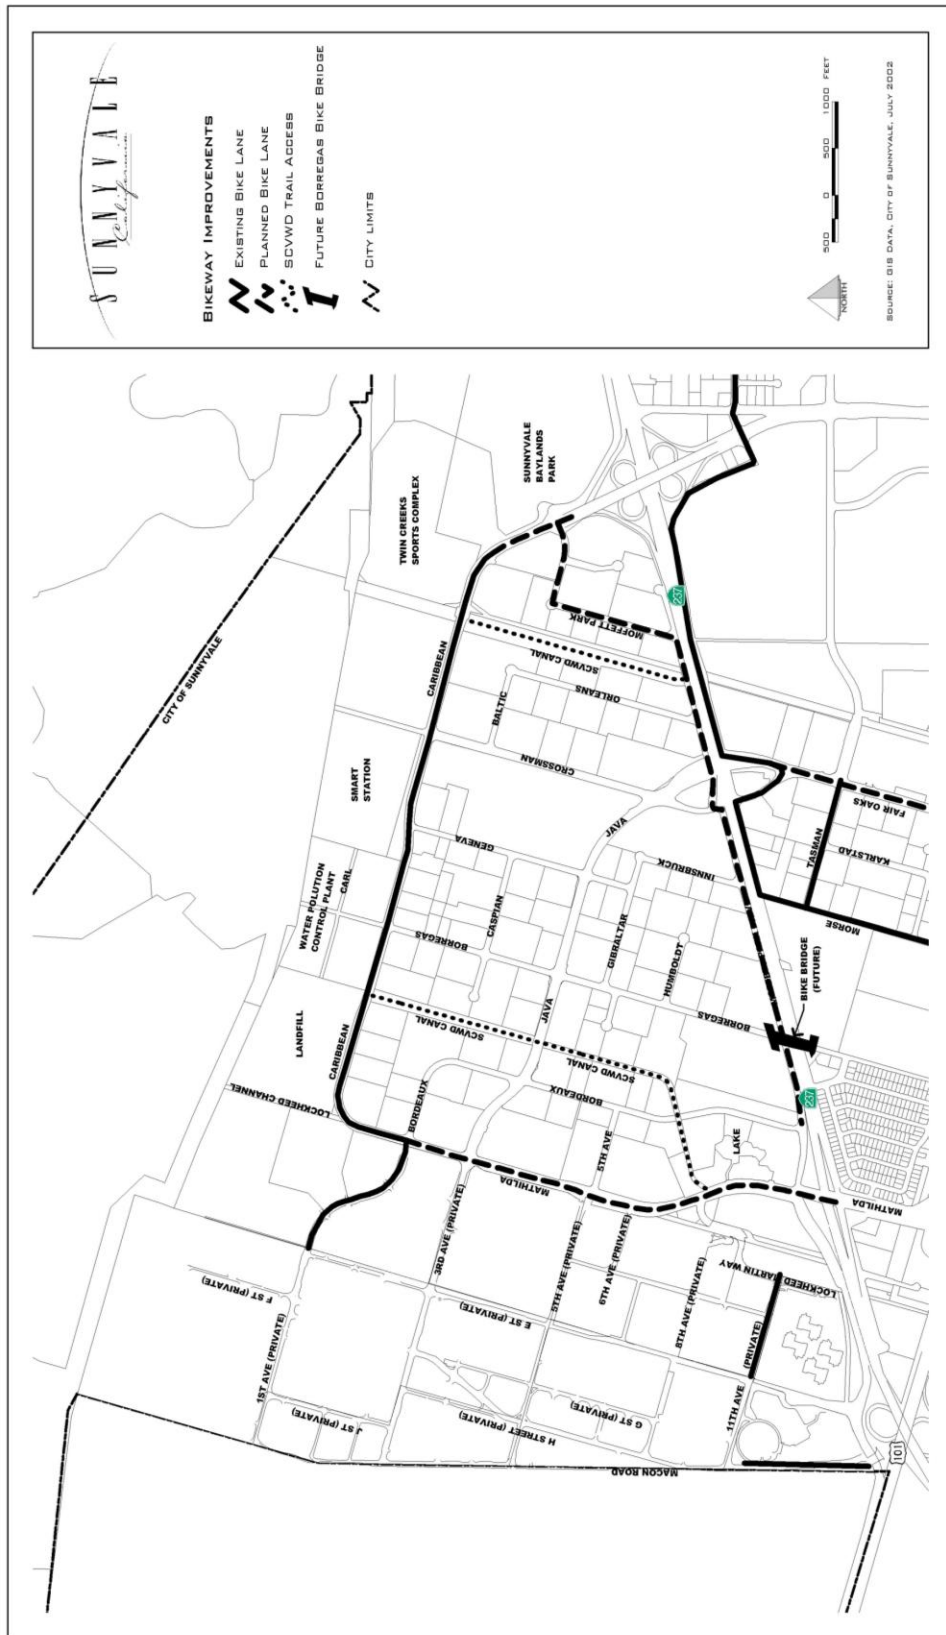 SUNNYVALE
California
BIKEWAY IMPROVEMENTS
EXISTING BIKE LANE
PLANNED BIKE LANE
SCVWD TRAIL ACCESS
FUTURE BORREGAS BIKE BRIDGE
CITY LIMITS
500 0 500 1000 FEET
NORTH
SOURCE: GIS DATA, CITY OF SUNNYVALE, JULY 2002
CITY OF SUNNYVALE
TWIN CREEKS
SPORTS COMPLEX
SUNNYVALE
BAYLANDS
PARK
SMART
STATION
WATER POLUTION
CONTROL PLANT
CARL
LANDFILL
LOCKHEED CHANNEL
CARIBBEAN
CARIBBEAN
MOFFETT PARK
SCVWD CANAL
ORLEANS
BALTIC
CROSSMAN
237
GENEVA
JAVA
INNSBRUCK
CASPIAN
GIBRALTAR
HUMBOLDT
BORREGAS
JAVA
BORREGAS
SCVWD CANAL
SCVWD CANAL
BORDEAUX
BORDEAUX
5TH AVE
LAKE
MATHILDA
MATHILDA
BIKE BRIDGE
(FUTURE)
237
FAIR OAKS
TASMAN
KARLSTAD
MORSE
3RD AVE (PRIVATE)
5TH AVE (PRIVATE)
6TH AVE (PRIVATE)
8TH AVE (PRIVATE)
LOCKHEED MARTIN WAY
F ST (PRIVATE)
E ST (PRIVATE)
1ST AVE (PRIVATE)
J ST (PRIVATE)
H STREET (PRIVATE)
G ST (PRIVATE)
11TH AVE (PRIVATE)
MACON ROAD
101